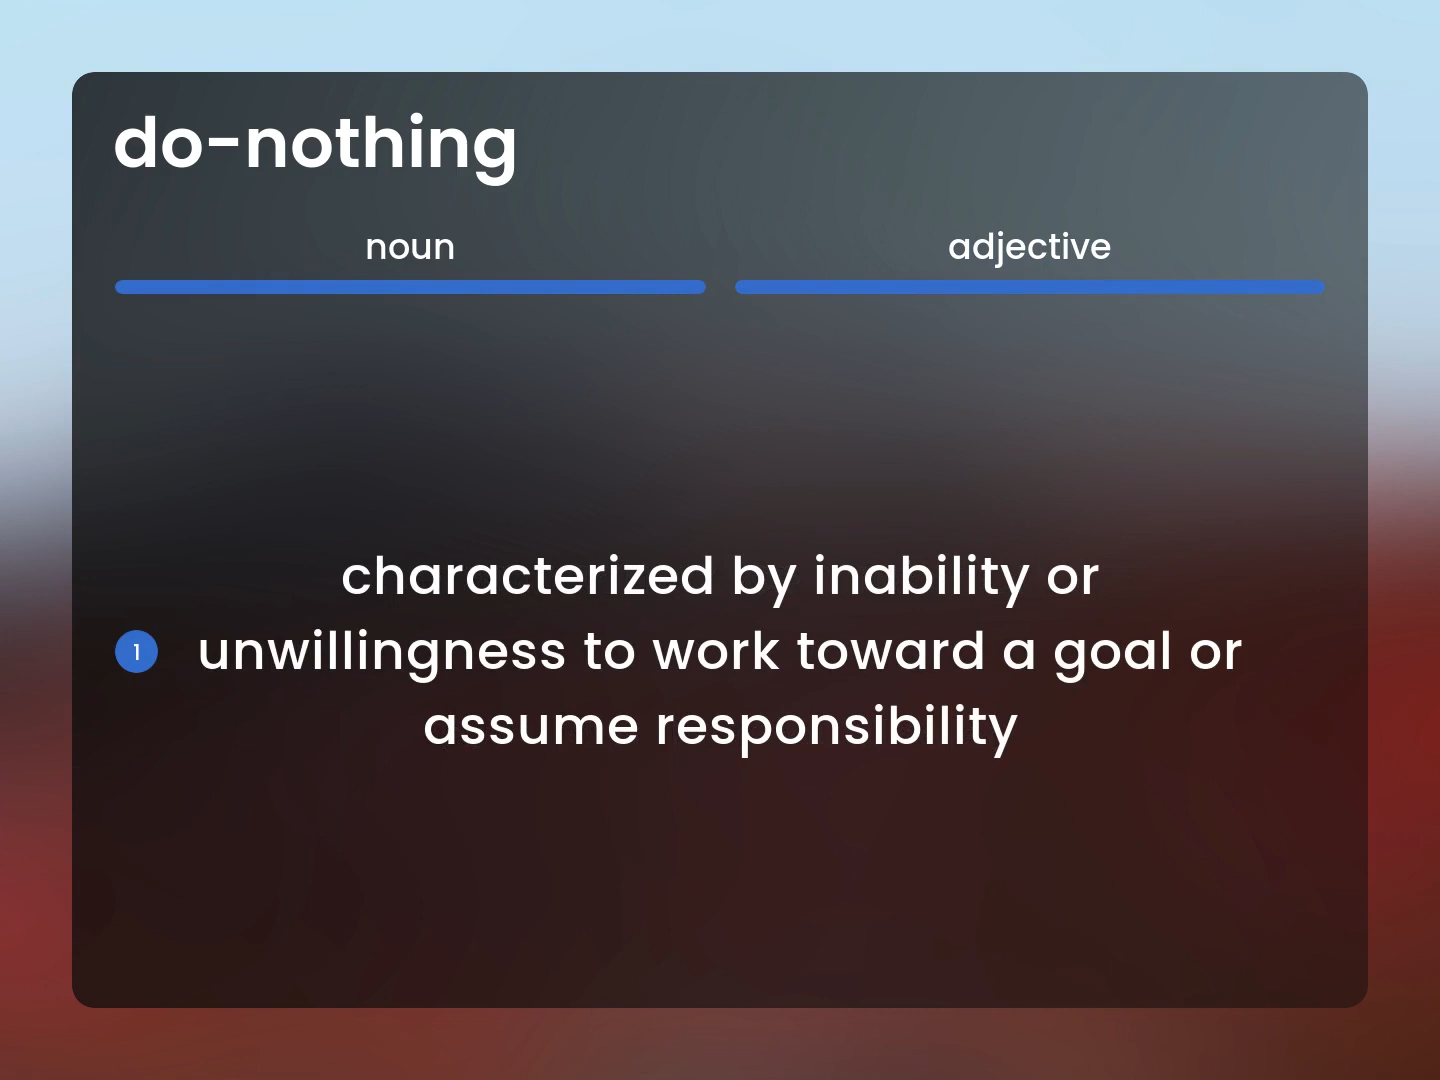 do-nothing
noun
adjective
characterized by inability or
1 unwillingness to work toward a goal or
assume responsibility